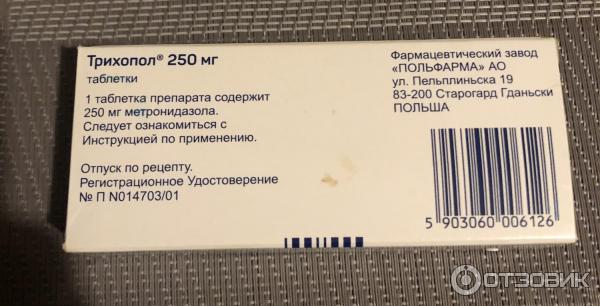 Трихопол® 250 мг
таблетки
1 таблетка препарата содержит
250 мг метронидазола.
Следует ознакомиться с
Инструкцией по применению.
Отпуск по рецепту.
Регистрационное Удостоверение
№ П N014703/01
Фармацевтический завод
«ПОЛЬФАРМА» АО
ул. Пельплиньска 19
83-200 Старогард Гданьски
ПОЛЬША
5 903060 006126
ОТЗОВИК